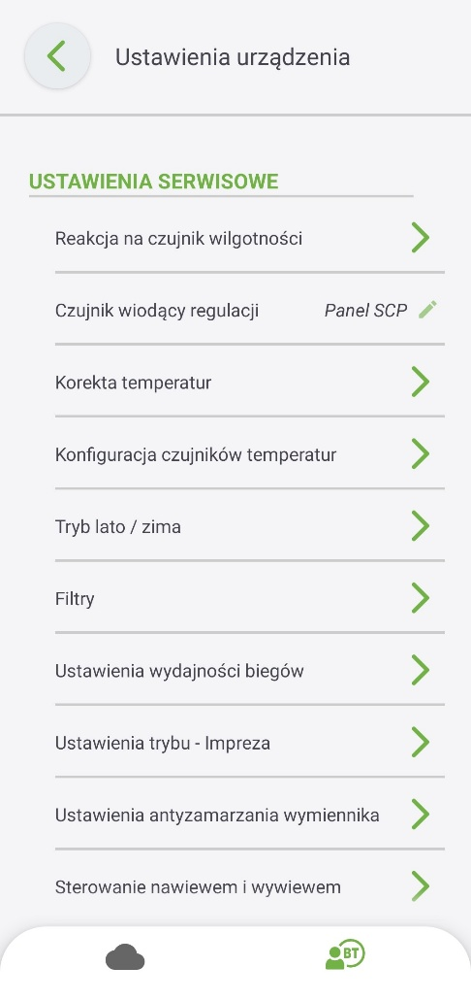 Ustawienia urządzenia
USTAWIENIA SERWISOWE
Reakcja na czujnik wilgotności
Czujnik wiodący regulacji Panel SCP
Korekta temperatur
Konfiguracja czujników temperatur
Tryb lato / zima
Filtry
Ustawienia wydajności biegów
Ustawienia trybu - Impreza
Ustawienia antyzamarzania wymiennika
Sterowanie nawiewem i wywiewem
BT